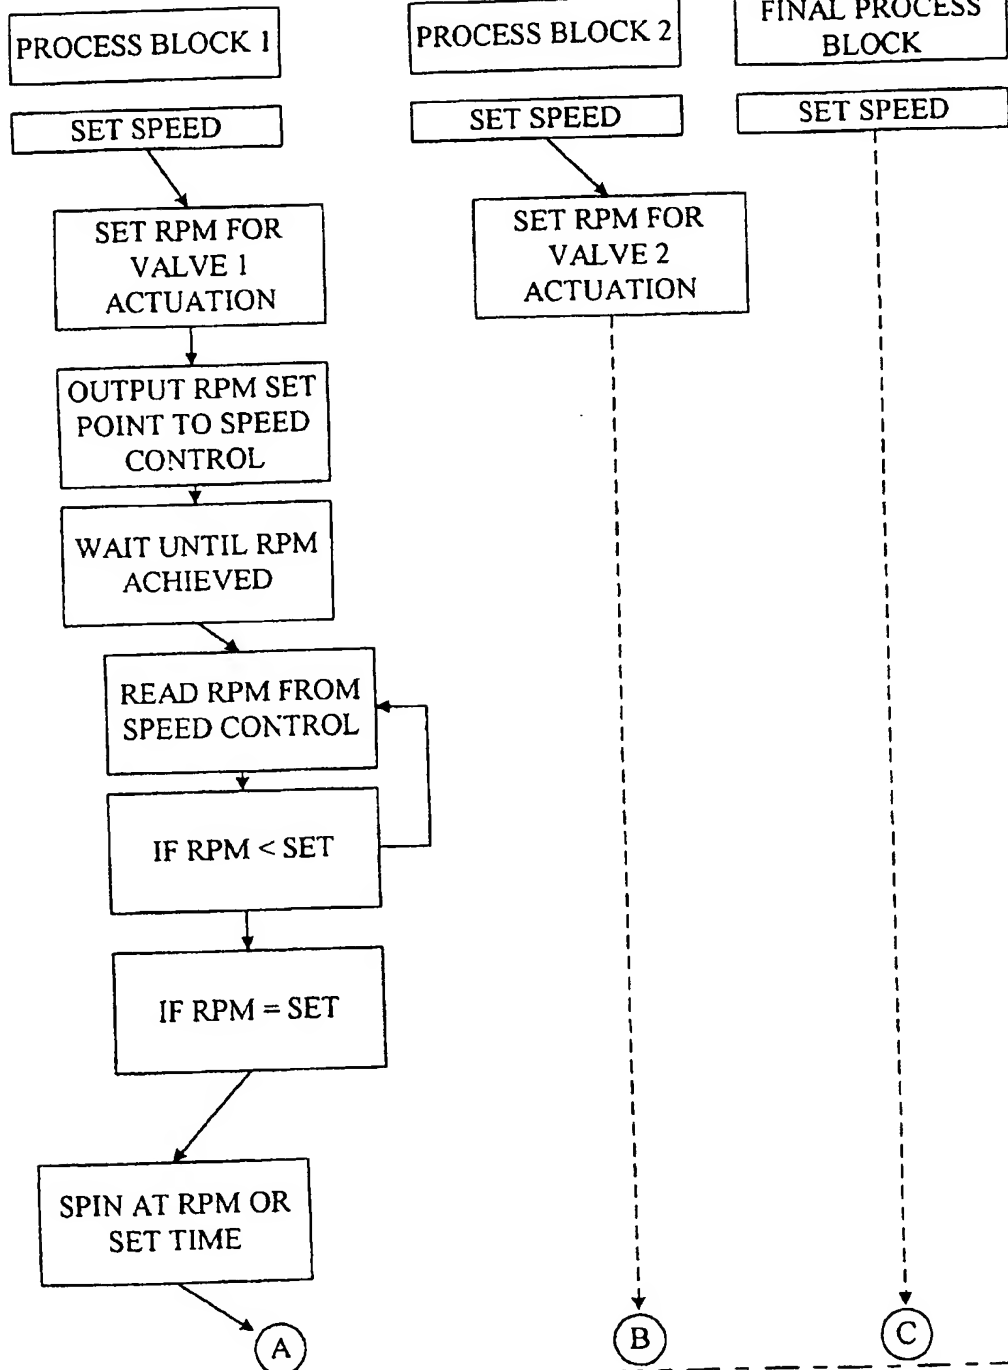 PROCESS BLOCK 1
SET SPEED
SET RPM FOR
VALVE 1
ACTUATION
OUTPUT RPM SET
POINT TO SPEED
CONTROL
WAIT UNTIL RPM
ACHIEVED
READ RPM FROM
SPEED CONTROL
IF RPM < SET
IF RPM = SET
SPIN AT RPM OR
SET TIME
A
PROCESS BLOCK 2
SET SPEED
SET RPM FOR
VALVE 2
ACTUATION
B
FINAL PROCESS
BLOCK
SET SPEED
C